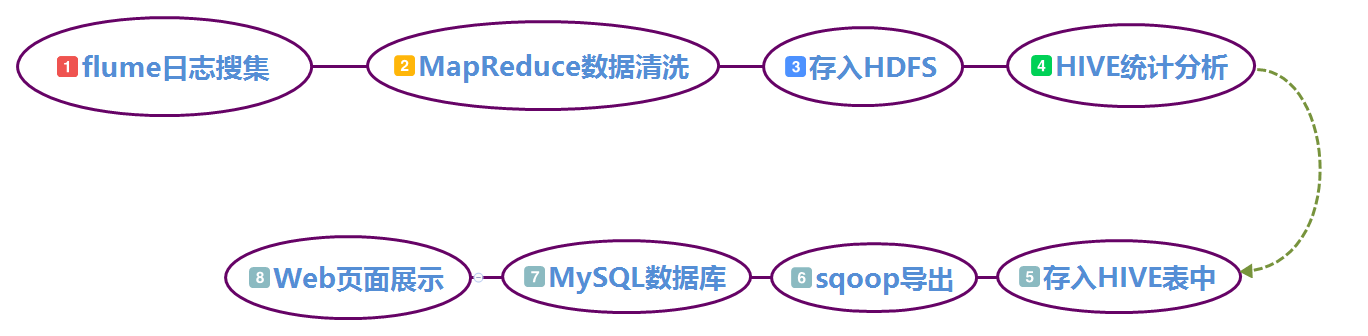 1 flume日志搜集
2 MapReduce数据清洗
3 存入HDFS
4 HIVE统计分析
8 Web页面展示
7 MySQL数据库
6 sqoop导出
5 存入HIVE表中